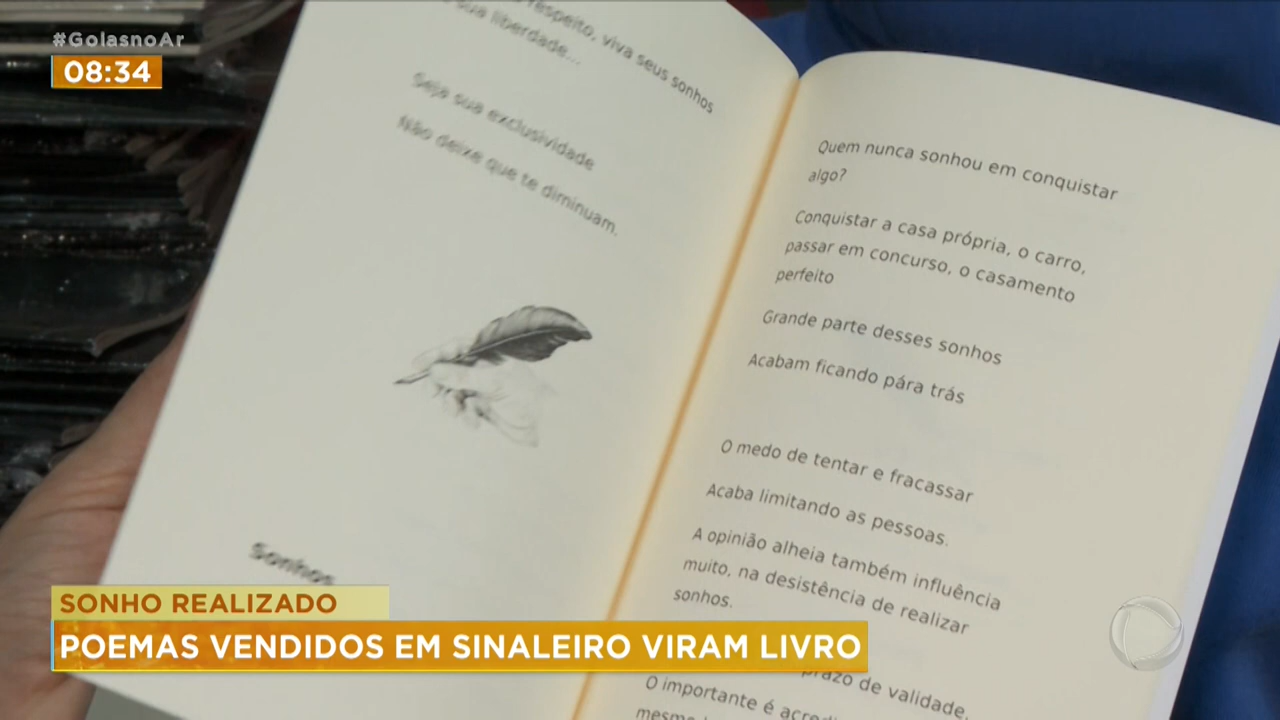 #GoIasnoAr
08:34
respeito, viva seus sonhos
sua liberdade...
Seja sua exclusividade
Não deixe que te diminuam.
Sonhos
Quem nunca sonhou em conquistar
algo?
Conquistar a casa própria, o carro,
passar em concurso, o casamento
perfeito
Grande parte desses sonhos
Acabam ficando pára trás
O medo de tentar e fracassar
Acaba limitando as pessoas.
A opinião alheia também influência
muito, na desistência de realizar
sonhos.
prazo de validade,
O importante é
SONHO REALIZADO
POEMAS VENDIDOS EM SINALEIRO VIRAM LIVRO